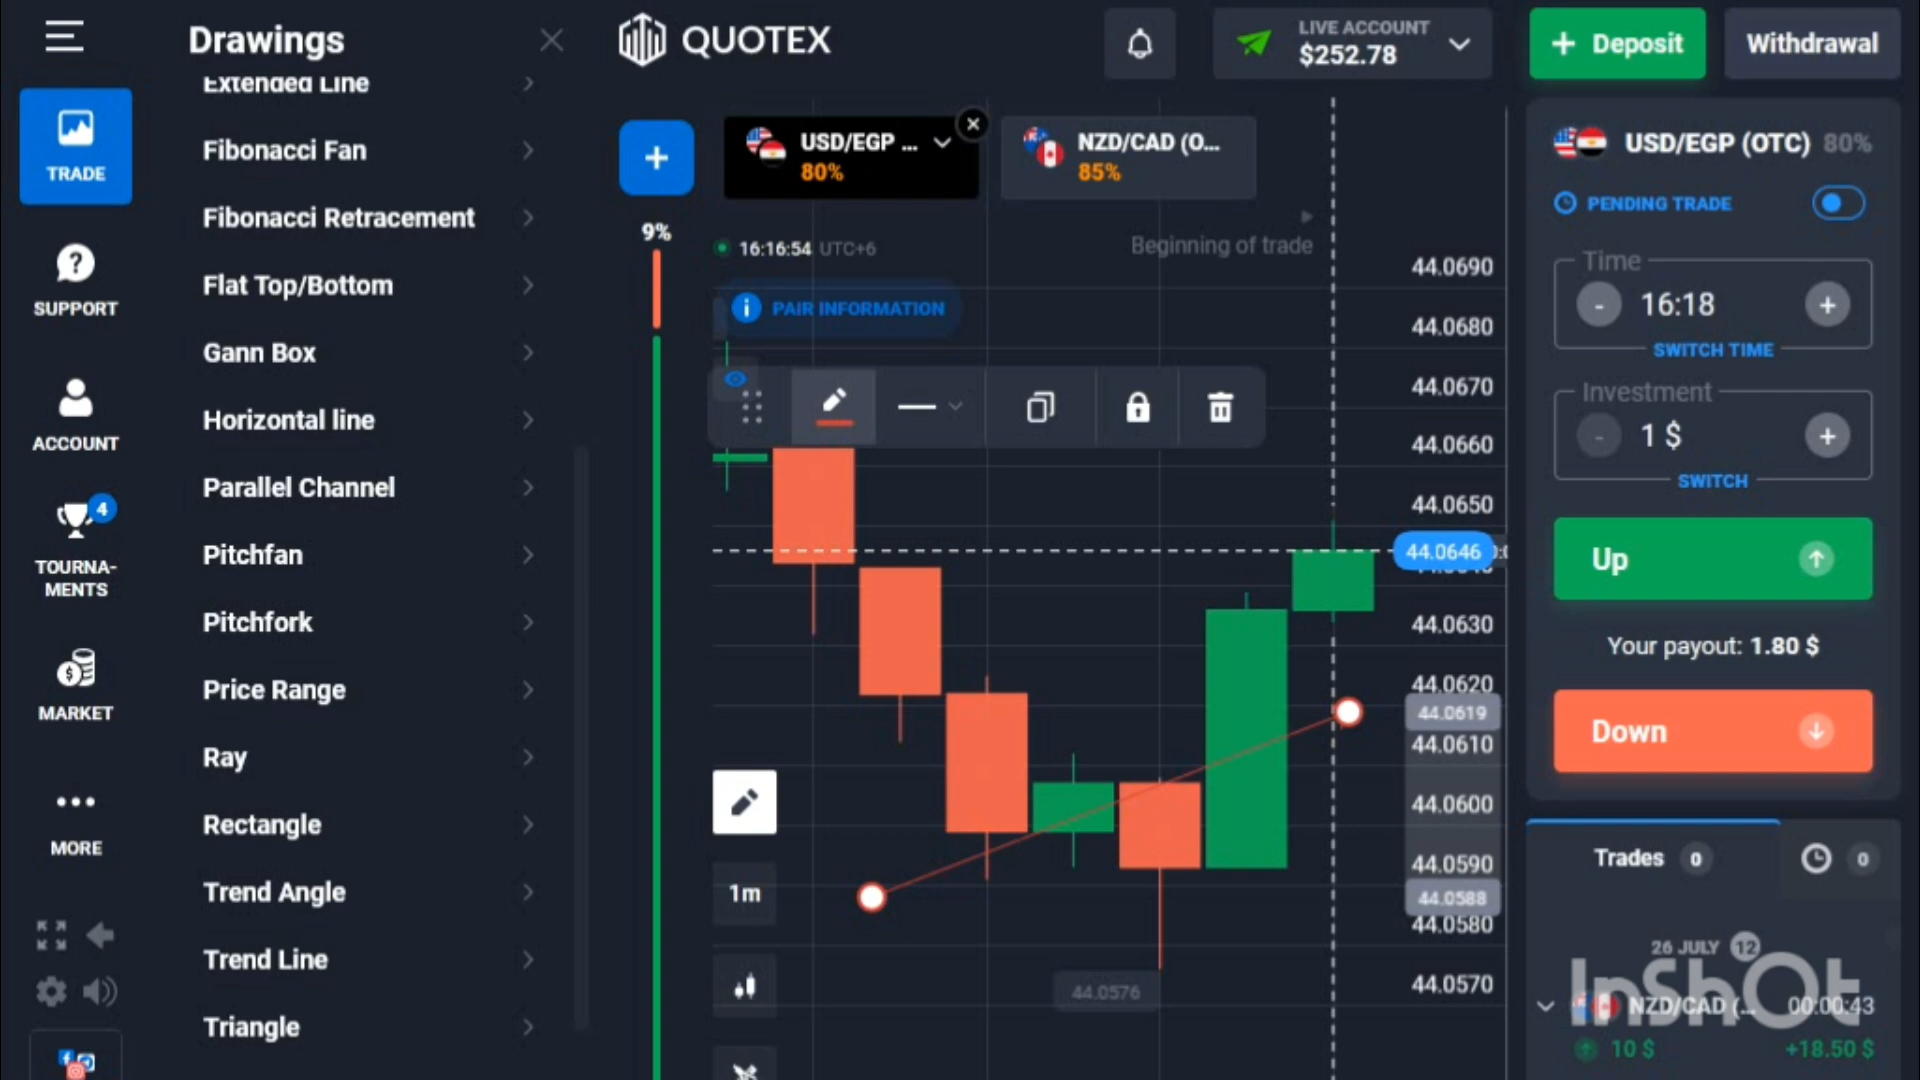 Drawings
Extended Line
Fibonacci Fan
Fibonacci Retracement
Flat Top/Bottom
Gann Box
Horizontal line
Parallel Channel
Pitchfan
Pitchfork
Price Range
Ray
Rectangle
Trend Angle
Trend Line
Triangle
TRADE
SUPPORT
ACCOUNT
4
TOURNA-
MENTS
MARKET
MORE
QUOTEX
LIVE ACCOUNT
$252.78
+ Deposit
Withdrawal
USD/EGP ...
80%
NZD/CAD (O...
85%
9%
16:16:54 UTC+6
Beginning of trade
PAIR INFORMATION
44.0690
44.0680
44.0670
44.0660
44.0650
44.0646
44.0630
44.0620
44.0619
44.0610
44.0600
44.0590
44.0588
44.0580
44.0570
44.0576
1m
USD/EGP (OTC) 80%
PENDING TRADE
Time
- 16:18 +
SWITCH TIME
Investment
- 1 $ +
SWITCH
Up
Your payout: 1.80 $
Down
Trades 0
0
26 JULY 12
InShOt
NZD/CAD (... 00:00:43
10 $ +18.50 $